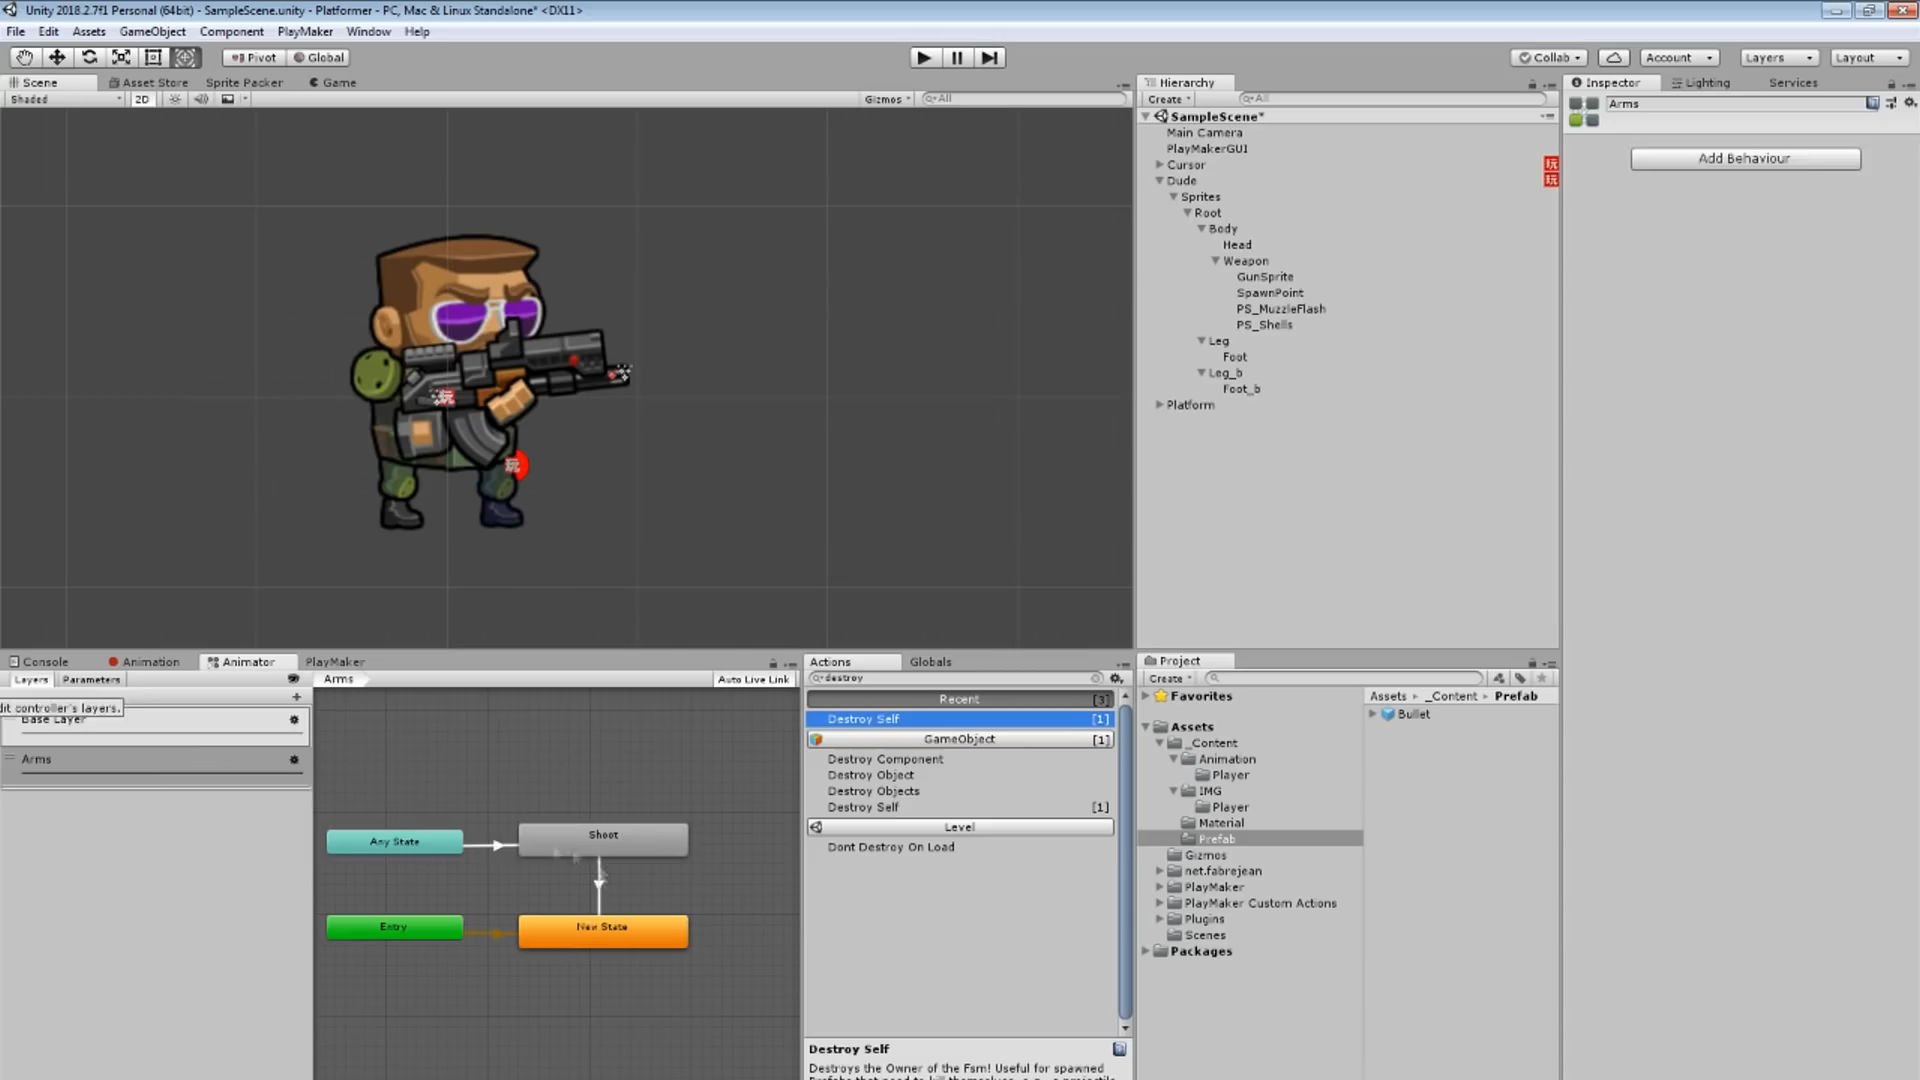 Unity 2018.2.7f1 Personal (64bit) - SampleScene.unity - Platformer - PC, Mac & Linux Standalone* <DX11>
File Edit Assets GameObject Component PlayMaker Window Help
Pivot Global Collab Account Layers Layout
Scene Asset Store Sprite Packer Game
Shaded 2D Gizmos All
Hierarchy
Create All
SampleScene*
Main Camera
PlayMakerGUI
Cursor
玩
Dude
玩
Sprites
Root
Body
Head
Weapon
GunSprite
SpawnPoint
PS_MuzzleFlash
PS_Shells
Leg
Foot
Leg_b
Foot_b
Platform
Inspector Lighting Services
Arms
Add Behaviour
Console Animation Animator PlayMaker
Layers Parameters
dit controller's layers.
Base Layer
Arms
Arms Auto Live Link
Any State
Shoot
Entry
New State
Actions Globals
destroy
Recent [3]
Destroy Self [1]
GameObject [1]
Destroy Component
Destroy Object
Destroy Objects
Destroy Self [1]
Level
Dont Destroy On Load
Destroy Self
Destroys the Owner of the Fsm! Useful for spawned
Project
Create
Favorites
Assets
_Content
Animation
Player
IMG
Player
Material
Prefab
Gizmos
net.fabrejean
PlayMaker
PlayMaker Custom Actions
Plugins
Scenes
Packages
Assets _Content Prefab
Bullet